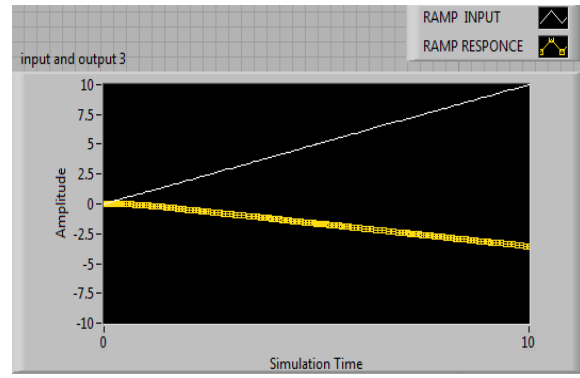 RAMP INPUT
RAMP RESPONCE
input and output 3
10
7.5
5
2.5
0
-2.5
-5
-7.5
-10
Amplitude
0
10
Simulation Time